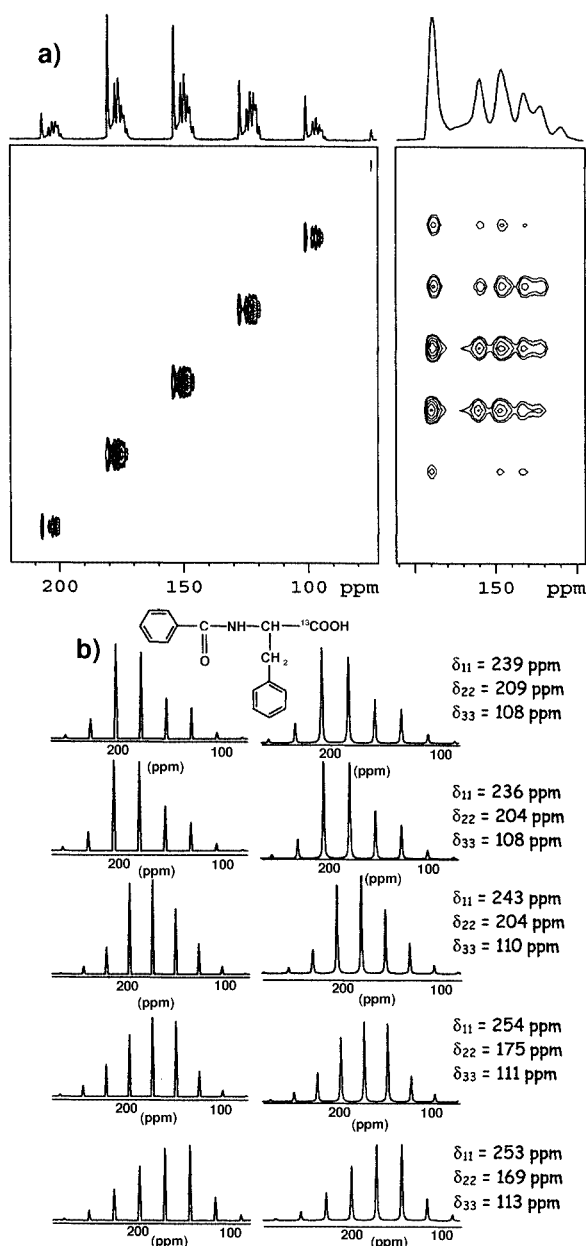 a)
200 150 100 ppm
150 ppm
NH—CH—¹³COOH
C
O
CH₂
b)
200 100
(ppm)
200 100
(ppm)
δ₁₁ = 239 ppm
δ₂₂ = 209 ppm
δ₃₃ = 108 ppm
200 100
(ppm)
200 100
(ppm)
δ₁₁ = 236 ppm
δ₂₂ = 204 ppm
δ₃₃ = 108 ppm
200 100
(ppm)
200 100
(ppm)
δ₁₁ = 243 ppm
δ₂₂ = 204 ppm
δ₃₃ = 110 ppm
200 100
(ppm)
200 100
(ppm)
δ₁₁ = 254 ppm
δ₂₂ = 175 ppm
δ₃₃ = 111 ppm
200 100
(ppm)
200 100
(ppm)
δ₁₁ = 253 ppm
δ₂₂ = 169 ppm
δ₃₃ = 113 ppm